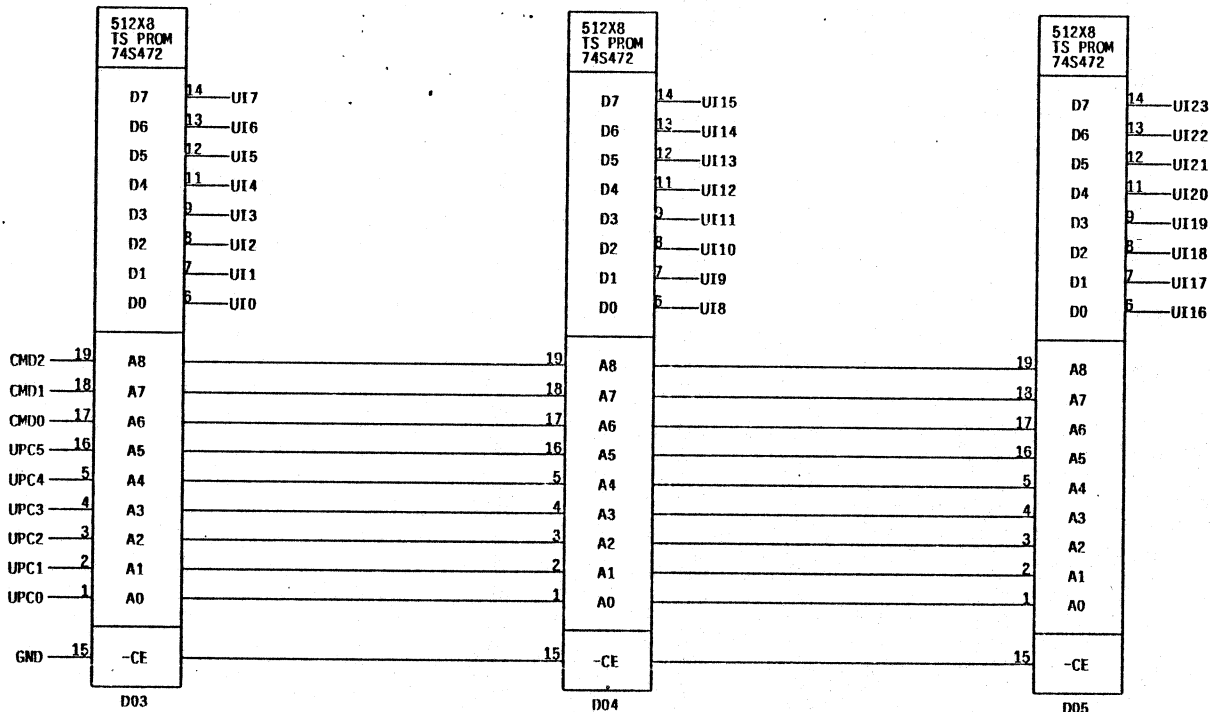 512X8
TS PROM
74S472
D7 14 UI7
D6 13 UI6
D5 12 UI5
D4 11 UI4
D3 9 UI3
D2 8 UI2
D1 7 UI1
D0 6 UI0
CMD2 19 A8
CMD1 18 A7
CMD0 17 A6
UPC5 16 A5
UPC4 5 A4
UPC3 4 A3
UPC2 3 A2
UPC1 2 A1
UPC0 1 A0
GND 15 -CE
D03
512X8
TS PROM
74S472
D7 14 UI15
D6 13 UI14
D5 12 UI13
D4 11 UI12
D3 9 UI11
D2 8 UI10
D1 7 UI9
D0 6 UI8
19 A8
18 A7
17 A6
16 A5
5 A4
4 A3
3 A2
2 A1
1 A0
15 -CE
D04
512X8
TS PROM
74S472
D7 14 UI23
D6 13 UI22
D5 12 UI21
D4 11 UI20
D3 9 UI19
D2 8 UI18
D1 7 UI17
D0 6 UI16
19 A8
18 A7
17 A6
16 A5
5 A4
4 A3
3 A2
2 A1
1 A0
15 -CE
D05